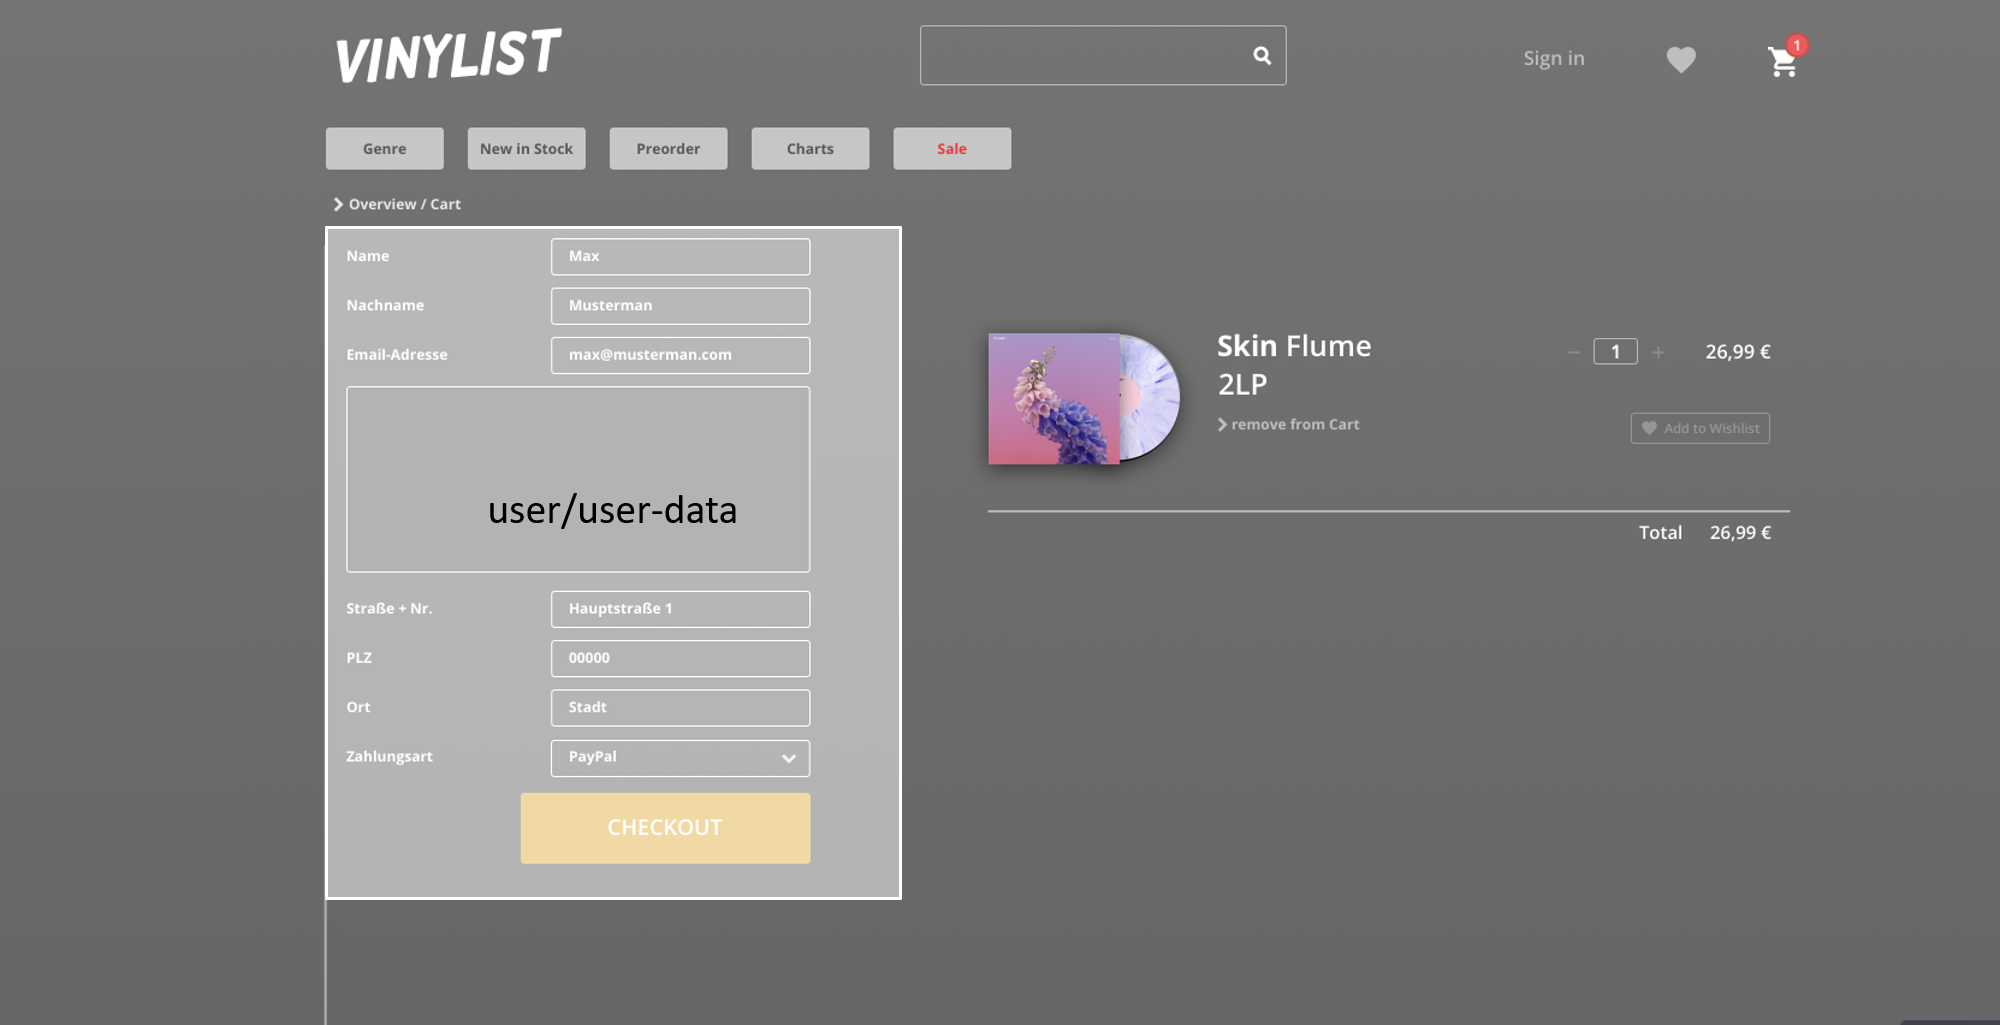 VINYLIST
Sign in
1
Genre
New in Stock
Preorder
Charts
Sale
Overview / Cart
Name
Max
Nachname
Musterman
Email-Adresse
max@musterman.com
user/user-data
Straße + Nr.
Hauptstraße 1
PLZ
00000
Ort
Stadt
Zahlungsart
PayPal
CHECKOUT
Skin Flume
2LP
remove from Cart
− 1 +
26,99 €
Add to Wishlist
Total 26,99 €